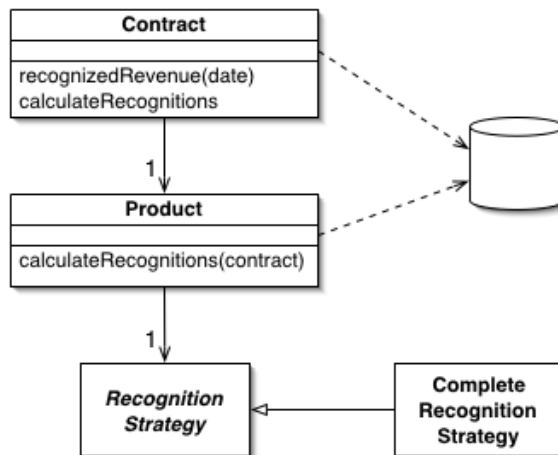 Contract
recognizedRevenue(date)
calculateRecognitions
1
Product
calculateRecognitions(contract)
1
Recognition
Strategy
Complete
Recognition
Strategy